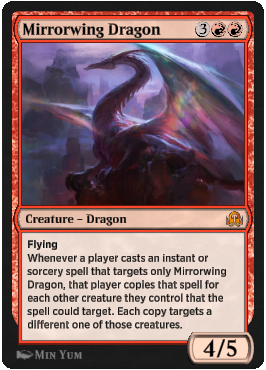 Mirrorwing Dragon 3
Creature – Dragon
Flying
Whenever a player casts an instant or
sorcery spell that targets only Mirrorwing
Dragon, that player copies that spell for
each other creature they control that the
spell could target. Each copy targets a
different one of those creatures.
4/5
Min Yum